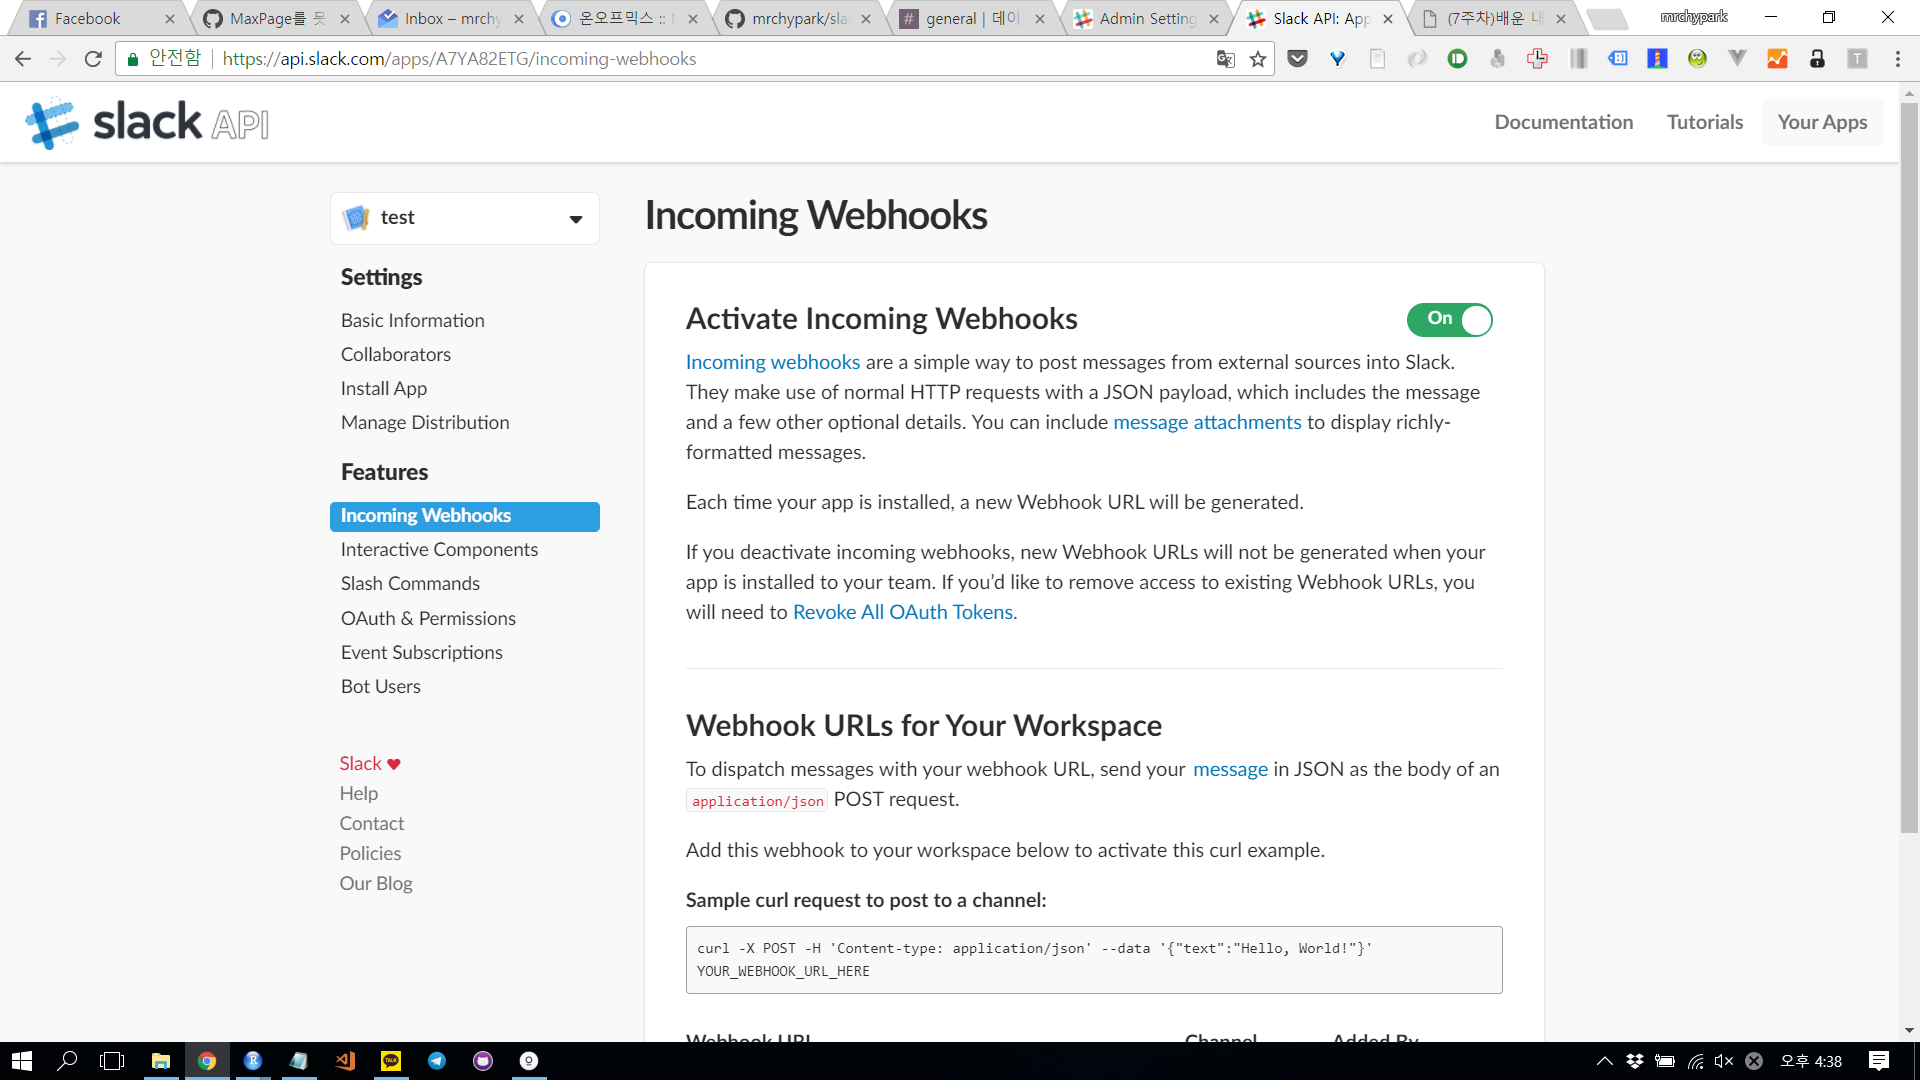 Facebook
MaxPage를 못
Inbox – mrchy
온오프믹스 ::
mrchypark/sla
general | 데이
Admin Setting
Slack API: App
(7주차)배운 내
mrchypark
안전함
https://api.slack.com/apps/A7YA82ETG/incoming-webhooks
slack API
Documentation
Tutorials
Your Apps
test
Settings
Basic Information
Collaborators
Install App
Manage Distribution
Features
Incoming Webhooks
Interactive Components
Slash Commands
OAuth & Permissions
Event Subscriptions
Bot Users
Slack
Help
Contact
Policies
Our Blog
Incoming Webhooks
Activate Incoming Webhooks
On
Incoming webhooks are a simple way to post messages from external sources into Slack.
They make use of normal HTTP requests with a JSON payload, which includes the message
and a few other optional details. You can include message attachments to display richly-
formatted messages.
Each time your app is installed, a new Webhook URL will be generated.
If you deactivate incoming webhooks, new Webhook URLs will not be generated when your
app is installed to your team. If you’d like to remove access to existing Webhook URLs, you
will need to Revoke All OAuth Tokens.
Webhook URLs for Your Workspace
To dispatch messages with your webhook URL, send your message in JSON as the body of an
application/json POST request.
Add this webhook to your workspace below to activate this curl example.
Sample curl request to post to a channel:
curl -X POST -H 'Content-type: application/json' --data '{"text":"Hello, World!"}'
YOUR_WEBHOOK_URL_HERE
Webhook URL
Channel
Added By
오후 4:38